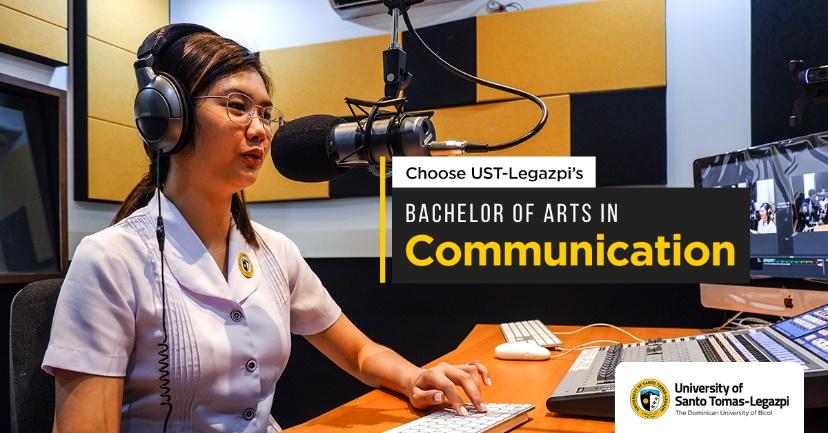 Choose UST-Legazpi's
BACHELOR OF ARTS IN
Communication
University of
Santo Tomas-Legazpi
The Dominican University of Bicol